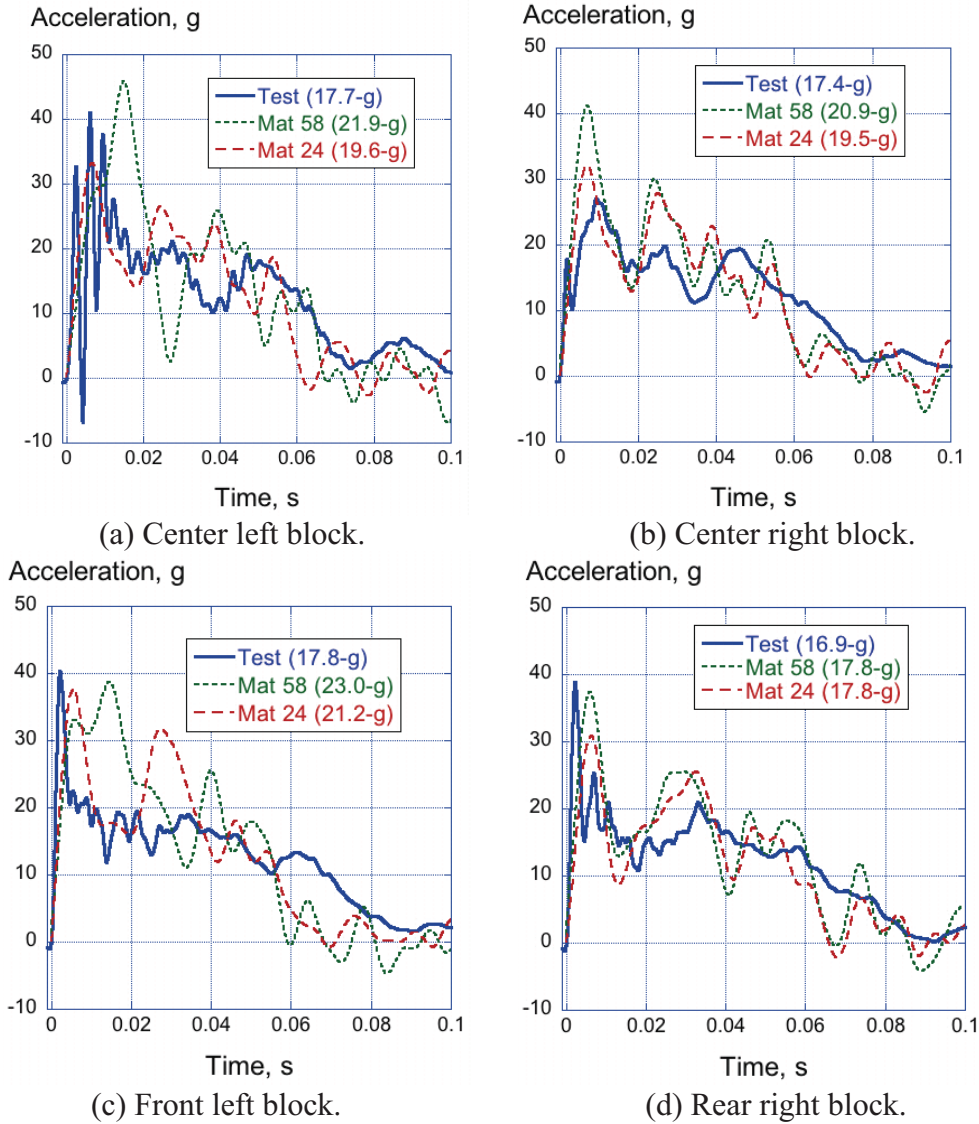 Acceleration, g
50
40
30
20
10
0
-10
Test (17.7-g)
Mat 58 (21.9-g)
Mat 24 (19.6-g)
0 0.02 0.04 0.06 0.08 0.1
Time, s
(a) Center left block.
Acceleration, g
50
40
30
20
10
0
-10
Test (17.4-g)
Mat 58 (20.9-g)
Mat 24 (19.5-g)
0 0.02 0.04 0.06 0.08 0.1
Time, s
(b) Center right block.
Acceleration, g
50
40
30
20
10
0
-10
Test (17.8-g)
Mat 58 (23.0-g)
Mat 24 (21.2-g)
0 0.02 0.04 0.06 0.08 0.1
Time, s
(c) Front left block.
Acceleration, g
50
40
30
20
10
0
-10
Test (16.9-g)
Mat 58 (17.8-g)
Mat 24 (17.8-g)
0 0.02 0.04 0.06 0.08 0.1
Time, s
(d) Rear right block.